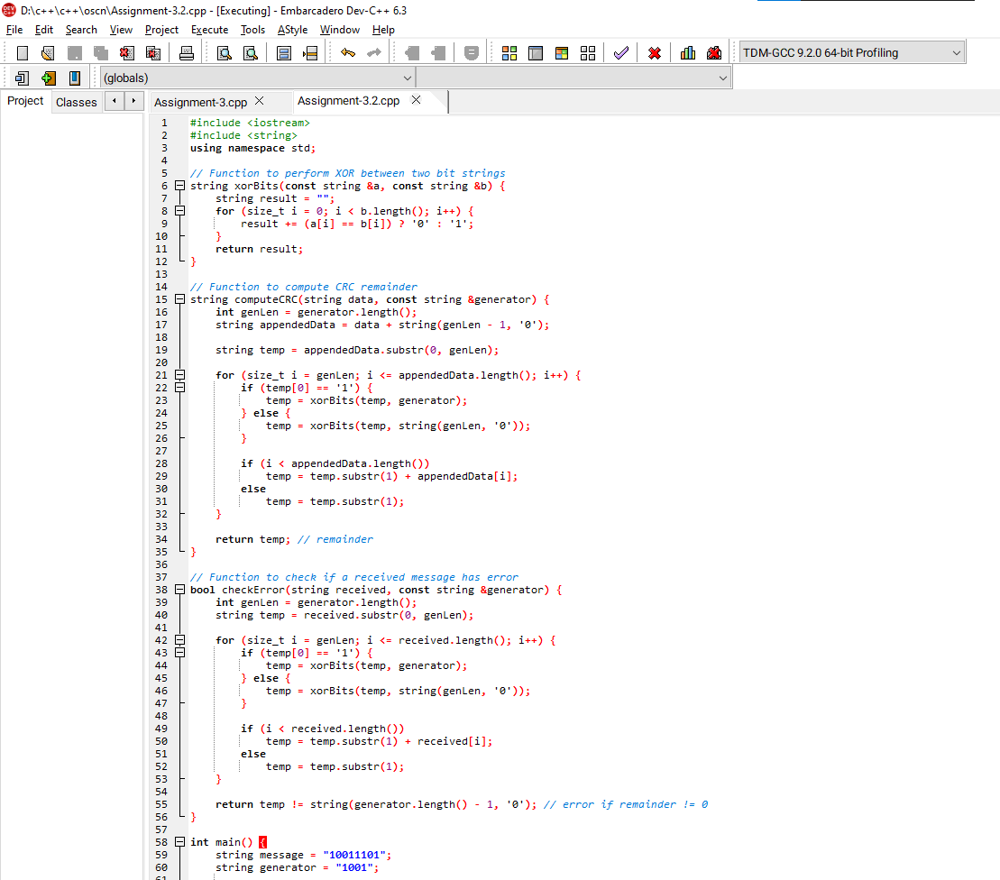 D:\c++\c++\oscn\Assignment-3.2.cpp - [Executing] - Embarcadero Dev-C++ 6.3
File Edit Search View Project Execute Tools AStyle Window Help
TDM-GCC 9.2.0 64-bit Profiling
(globals)
Project Classes Assignment-3.cpp Assignment-3.2.cpp
1 #include <iostream>
2 #include <string>
3 using namespace std;
4
5 // Function to perform XOR between two bit strings
6 string xorBits(const string &a, const string &b) {
7 string result = "";
8 for (size_t i = 0; i < b.length(); i++) {
9 result += (a[i] == b[i]) ? '0' : '1';
10 }
11 return result;
12 }
13
14 // Function to compute CRC remainder
15 string computeCRC(string data, const string &generator) {
16 int genLen = generator.length();
17 string appendedData = data + string(genLen - 1, '0');
18
19 string temp = appendedData.substr(0, genLen);
20
21 for (size_t i = genLen; i <= appendedData.length(); i++) {
22 if (temp[0] == '1') {
23 temp = xorBits(temp, generator);
24 } else {
25 temp = xorBits(temp, string(genLen, '0'));
26 }
27
28 if (i < appendedData.length())
29 temp = temp.substr(1) + appendedData[i];
30 else
31 temp = temp.substr(1);
32 }
33
34 return temp; // remainder
35 }
36
37 // Function to check if a received message has error
38 bool checkError(string received, const string &generator) {
39 int genLen = generator.length();
40 string temp = received.substr(0, genLen);
41
42 for (size_t i = genLen; i <= received.length(); i++) {
43 if (temp[0] == '1') {
44 temp = xorBits(temp, generator);
45 } else {
46 temp = xorBits(temp, string(genLen, '0'));
47 }
48
49 if (i < received.length())
50 temp = temp.substr(1) + received[i];
51 else
52 temp = temp.substr(1);
53 }
54
55 return temp != string(generator.length() - 1, '0'); // error if remainder != 0
56 }
57
58 int main() {
59 string message = "10011101";
60 string generator = "1001";
61